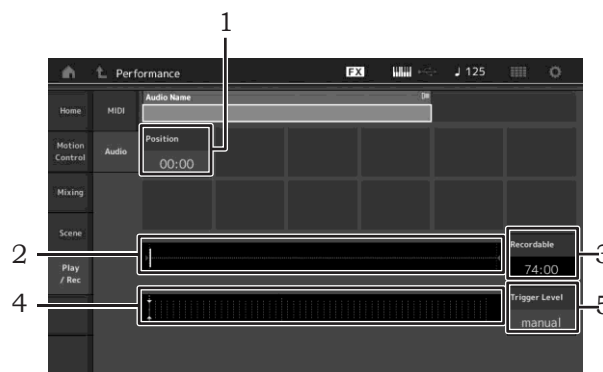 1
Performance
FX
♩ 125
Audio Name
Home
MIDI
Position
Motion
Control
Audio
00:00
Mixing
Scene
2
Recordable
3
Play
/ Rec
74:00
4
Trigger Level
5
manual